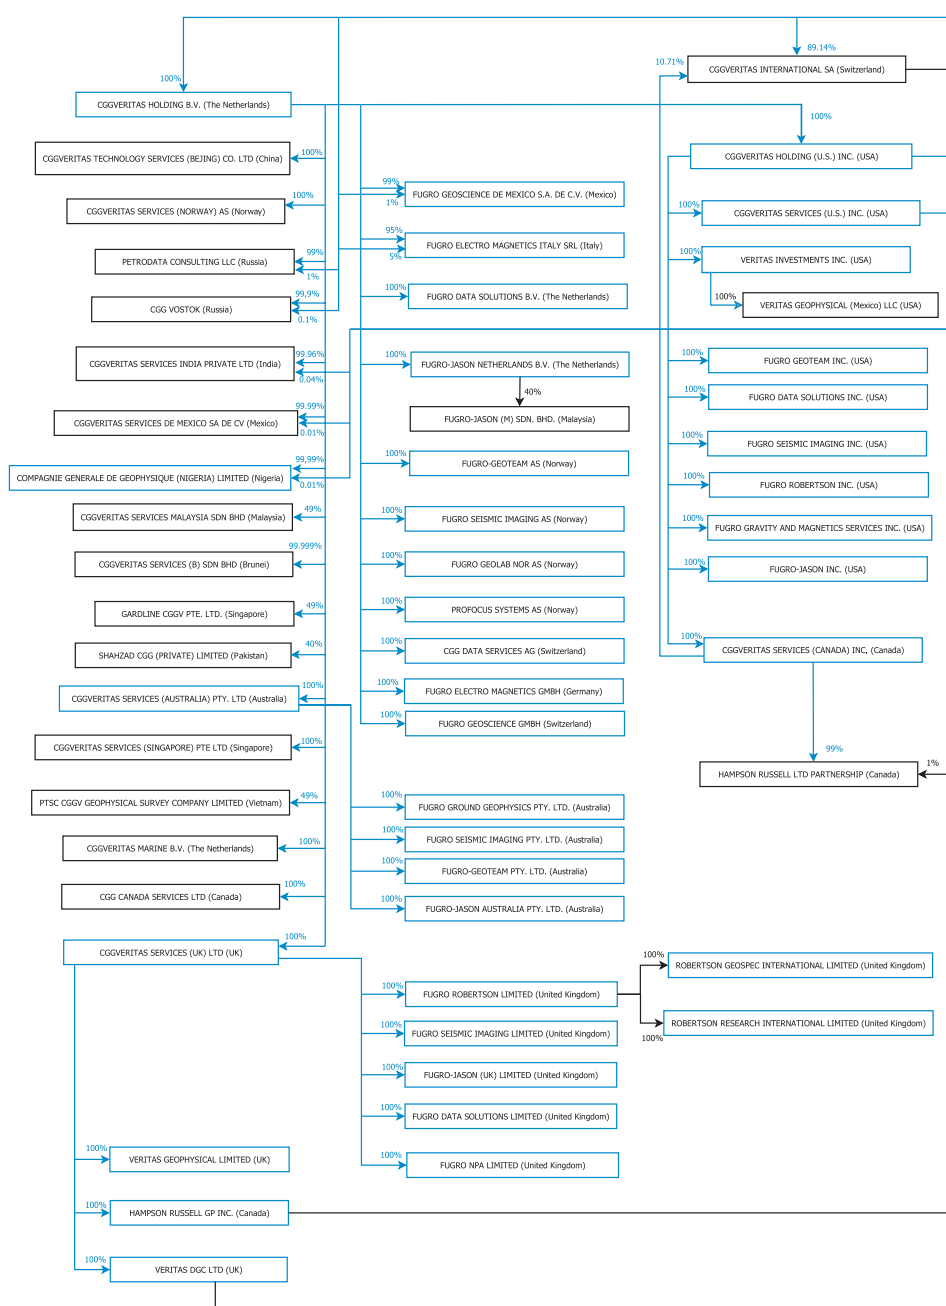 89.14%
10.71%
CGGVERITAS INTERNATIONAL SA (Switzerland)
100%
CGGVERITAS HOLDING B.V. (The Netherlands)
100%
CGGVERITAS TECHNOLOGY SERVICES (BEJING) CO. LTD (China)
100%
CGGVERITAS HOLDING (U.S.) INC. (USA)
99%
FUGRO GEOSCIENCE DE MEXICO S.A. DE C.V. (Mexico)
1%
100%
CGGVERITAS SERVICES (NORWAY) AS (Norway)
100%
CGGVERITAS SERVICES (U.S.) INC. (USA)
95%
FUGRO ELECTRO MAGNETICS ITALY SRL (Italy)
5%
99%
PETRODATA CONSULTING LLC (Russia)
1%
100%
VERITAS INVESTMENTS INC. (USA)
100%
FUGRO DATA SOLUTIONS B.V. (The Netherlands)
99,9%
CGG VOSTOK (Russia)
0.1%
100%
VERITAS GEOPHYSICAL (Mexico) LLC (USA)
99.96%
CGGVERITAS SERVICES INDIA PRIVATE LTD (India)
0.04%
100%
FUGRO-JASON NETHERLANDS B.V. (The Netherlands)
100%
FUGRO GEOTEAM INC. (USA)
40%
100%
FUGRO DATA SOLUTIONS INC. (USA)
99.99%
CGGVERITAS SERVICES DE MEXICO SA DE CV (Mexico)
0.01%
FUGRO-JASON (M) SDN. BHD. (Malaysia)
100%
FUGRO SEISMIC IMAGING INC. (USA)
99,99%
COMPAGNIE GENERALE DE GEOPHYSIQUE (NIGERIA) LIMITED (Nigeria)
0.01%
100%
FUGRO-GEOTEAM AS (Norway)
100%
FUGRO ROBERTSON INC. (USA)
49%
CGGVERITAS SERVICES MALAYSIA SDN BHD (Malaysia)
100%
FUGRO SEISMIC IMAGING AS (Norway)
100%
FUGRO GRAVITY AND MAGNETICS SERVICES INC. (USA)
99.999%
CGGVERITAS SERVICES (B) SDN BHD (Brunei)
100%
FUGRO GEOLAB NOR AS (Norway)
100%
FUGRO-JASON INC. (USA)
49%
GARDLINE CGGV PTE. LTD. (Singapore)
100%
PROFOCUS SYSTEMS AS (Norway)
40%
SHAHZAD CGG (PRIVATE) LIMITED (Pakistan)
100%
CGG DATA SERVICES AG (Switzerland)
100%
CGGVERITAS SERVICES (CANADA) INC, (Canada)
100%
CGGVERITAS SERVICES (AUSTRALIA) PTY. LTD (Australia)
100%
FUGRO ELECTRO MAGNETICS GMBH (Germany)
100%
FUGRO GEOSCIENCE GMBH (Switzerland)
100%
CGGVERITAS SERVICES (SINGAPORE) PTE LTD (Singapore)
99%
1%
HAMPSON RUSSELL LTD PARTNERSHIP (Canada)
49%
PTSC CGGV GEOPHYSICAL SURVEY COMPANY LIMITED (Vietnam)
100%
FUGRO GROUND GEOPHYSICS PTY. LTD. (Australia)
100%
CGGVERITAS MARINE B.V. (The Netherlands)
100%
FUGRO SEISMIC IMAGING PTY. LTD. (Australia)
100%
FUGRO-GEOTEAM PTY. LTD. (Australia)
100%
CGG CANADA SERVICES LTD (Canada)
100%
FUGRO-JASON AUSTRALIA PTY. LTD. (Australia)
100%
CGGVERITAS SERVICES (UK) LTD (UK)
100%
ROBERTSON GEOSPEC INTERNATIONAL LIMITED (United Kingdom)
100%
FUGRO ROBERTSON LIMITED (United Kingdom)
ROBERTSON RESEARCH INTERNATIONAL LIMITED (United Kingdom)
100%
100%
FUGRO SEISMIC IMAGING LIMITED (United Kingdom)
100%
FUGRO-JASON (UK) LIMITED (United Kingdom)
100%
FUGRO DATA SOLUTIONS LIMITED (United Kingdom)
100%
VERITAS GEOPHYSICAL LIMITED (UK)
100%
FUGRO NPA LIMITED (United Kingdom)
100%
HAMPSON RUSSELL GP INC. (Canada)
100%
VERITAS DGC LTD (UK)